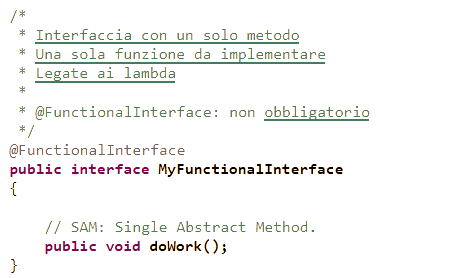 /*
 * Interfaccia con un solo metodo
 * Una sola funzione da implementare
 * Legate ai lambda
 *
 * @FunctionalInterface: non obbligatorio
 */
@FunctionalInterface
public interface MyFunctionalInterface
{
    // SAM: Single Abstract Method.
    public void doWork();
}